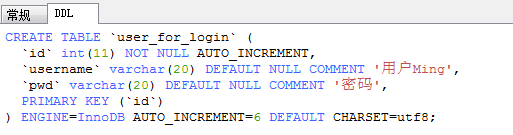 常规 DDL
CREATE TABLE `user_for_login` (
  `id` int(11) NOT NULL AUTO_INCREMENT,
  `username` varchar(20) DEFAULT NULL COMMENT '用户Ming',
  `pwd` varchar(20) DEFAULT NULL COMMENT '密码',
  PRIMARY KEY (`id`)
) ENGINE=InnoDB AUTO_INCREMENT=6 DEFAULT CHARSET=utf8;